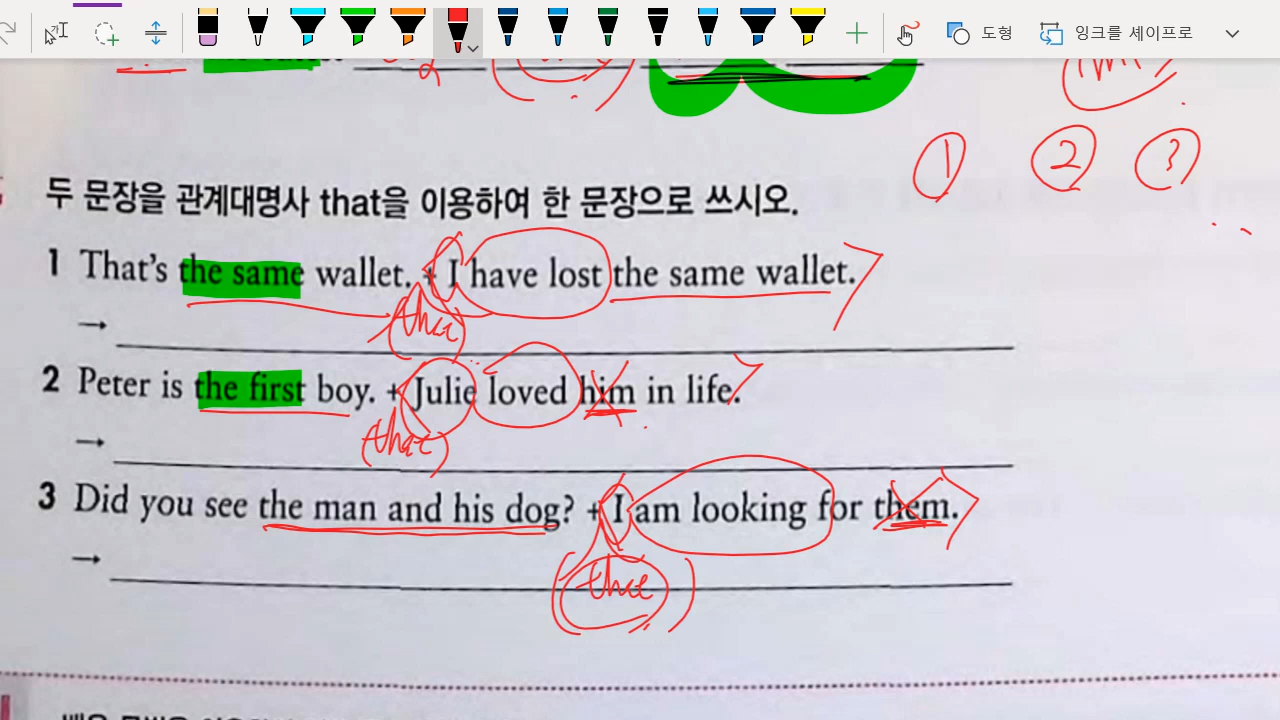 도형 잉크를 셰이프로
① ② ③
두 문장을 관계대명사 that을 이용하여 한 문장으로 쓰시오.
1 That's the same wallet. + I have lost the same wallet.
(that)
→
2 Peter is the first boy. + Julie loved him in life.
(that)
→
3 Did you see the man and his dog? + I am looking for them.
→
(that)